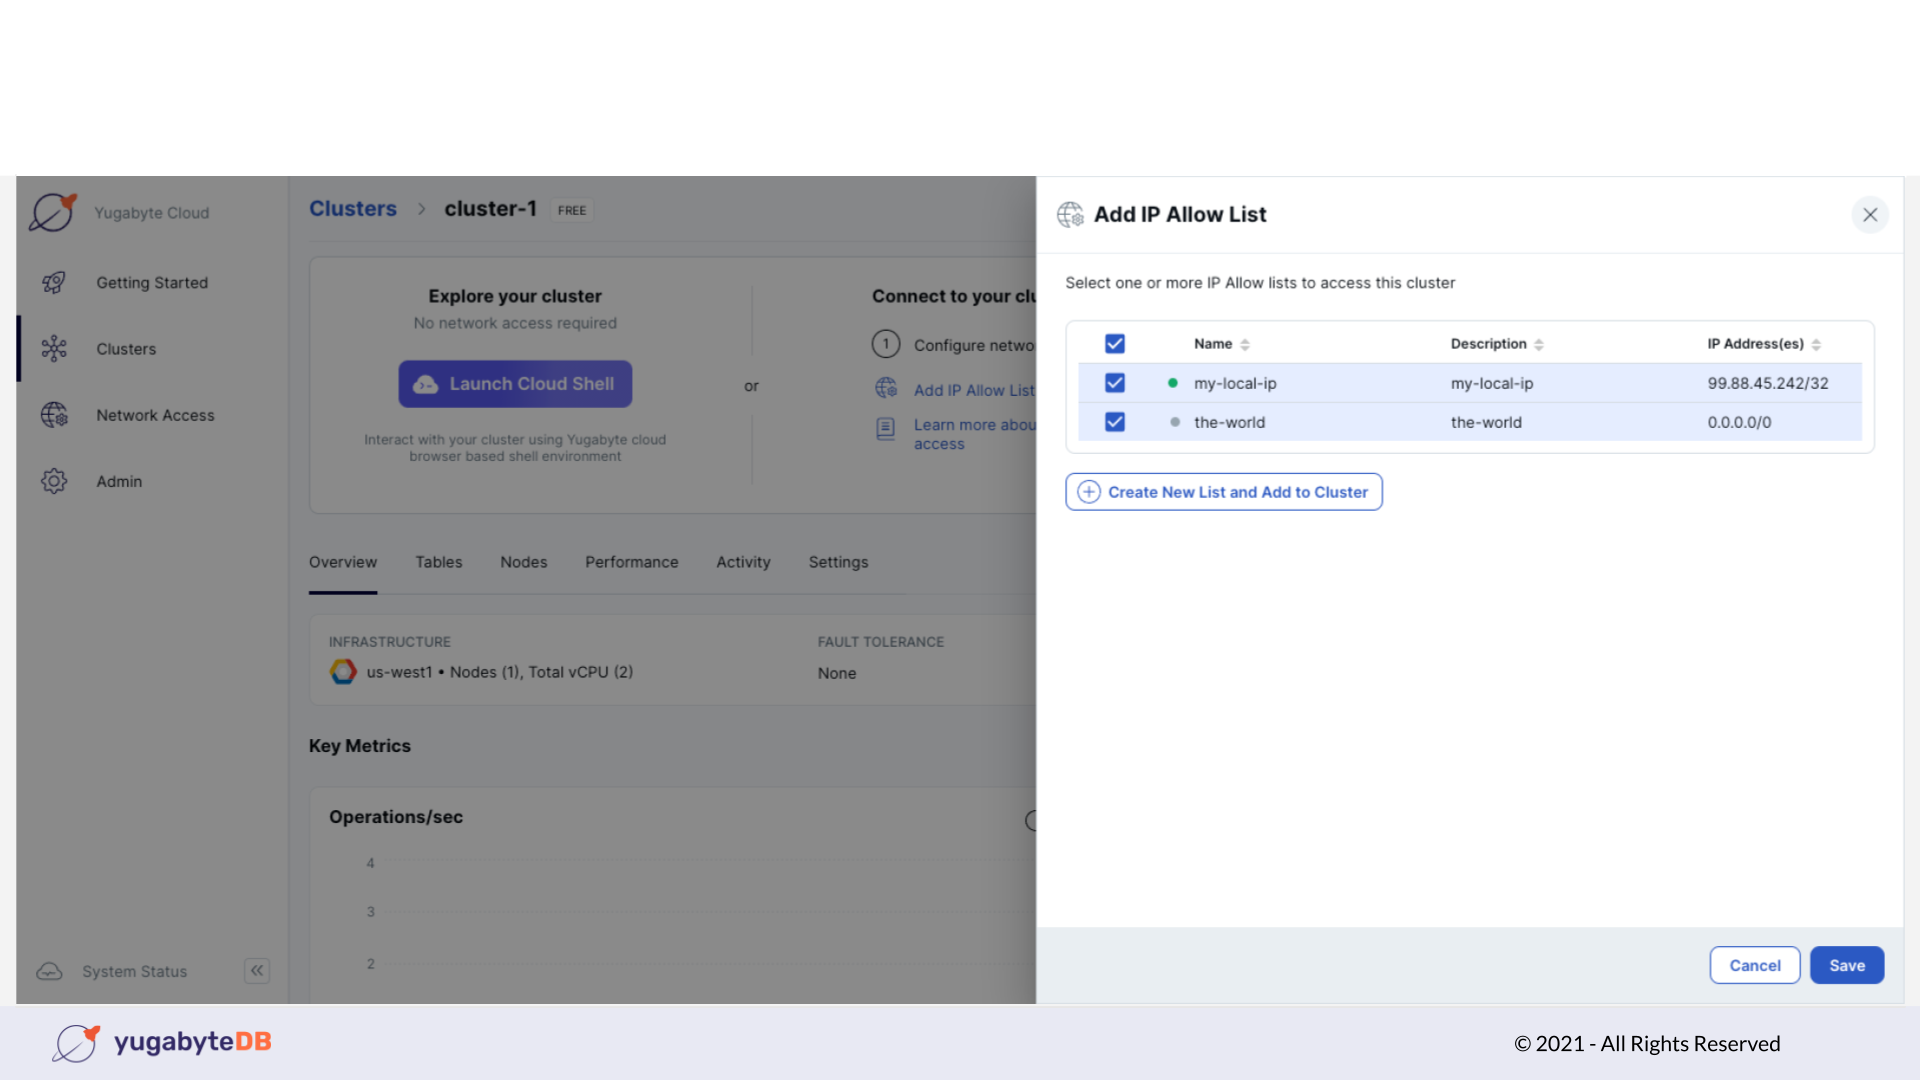 Yugabyte Cloud
Getting Started
Clusters
Network Access
Admin
System Status
Clusters > cluster-1 FREE
Explore your cluster
No network access required
Launch Cloud Shell
Interact with your cluster using Yugabyte cloud
browser based shell environment
or
Connect to your clu
1 Configure netwo
Add IP Allow List
Learn more abou
access
Overview Tables Nodes Performance Activity Settings
INFRASTRUCTURE
us-west1 • Nodes (1), Total vCPU (2)
FAULT TOLERANCE
None
Key Metrics
Operations/sec
4
3
2
Add IP Allow List
Select one or more IP Allow lists to access this cluster
Name Description IP Address(es)
my-local-ip my-local-ip 99.88.45.242/32
the-world the-world 0.0.0.0/0
Create New List and Add to Cluster
Cancel Save
yugabyteDB
© 2021 - All Rights Reserved